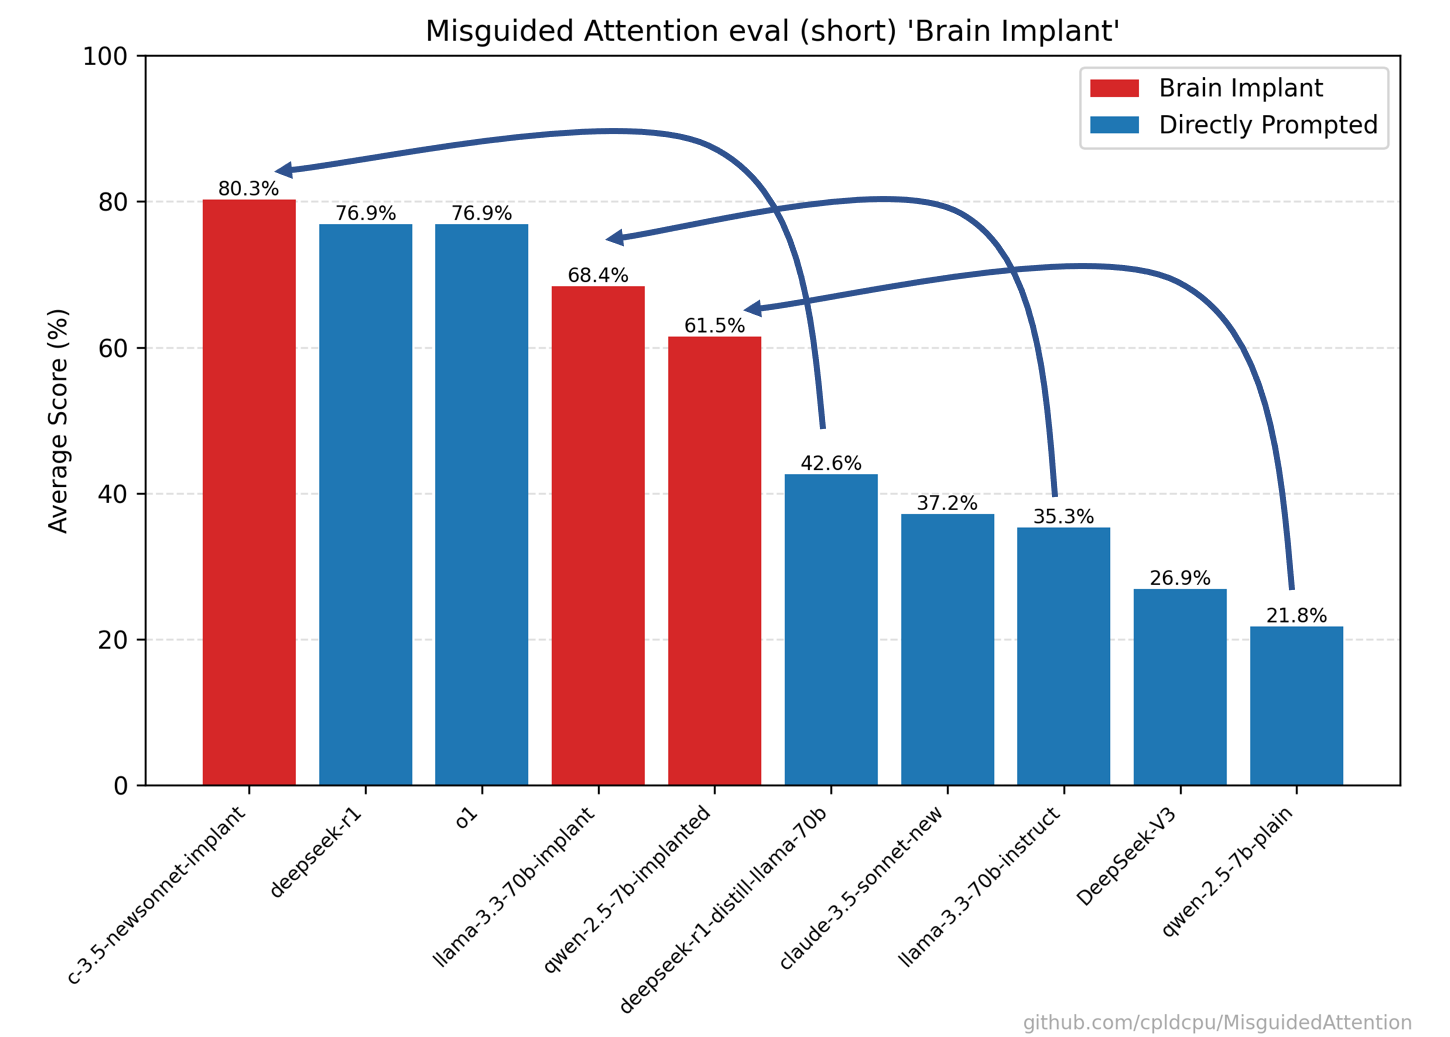 Misguided Attention eval (short) 'Brain Implant'
Brain Implant
Directly Prompted
Average Score (%)
100
80
60
40
20
0
80.3%
76.9%
76.9%
68.4%
61.5%
42.6%
37.2%
35.3%
26.9%
21.8%
c-3.5-newsonnet-implant
deepseek-r1
o1
llama-3.3-70b-implant
qwen-2.5-7b-implanted
deepseek-r1-distill-llama-70b
claude-3.5-sonnet-new
llama-3.3-70b-instruct
DeepSeek-V3
qwen-2.5-7b-plain
github.com/cpldcpu/MisguidedAttention